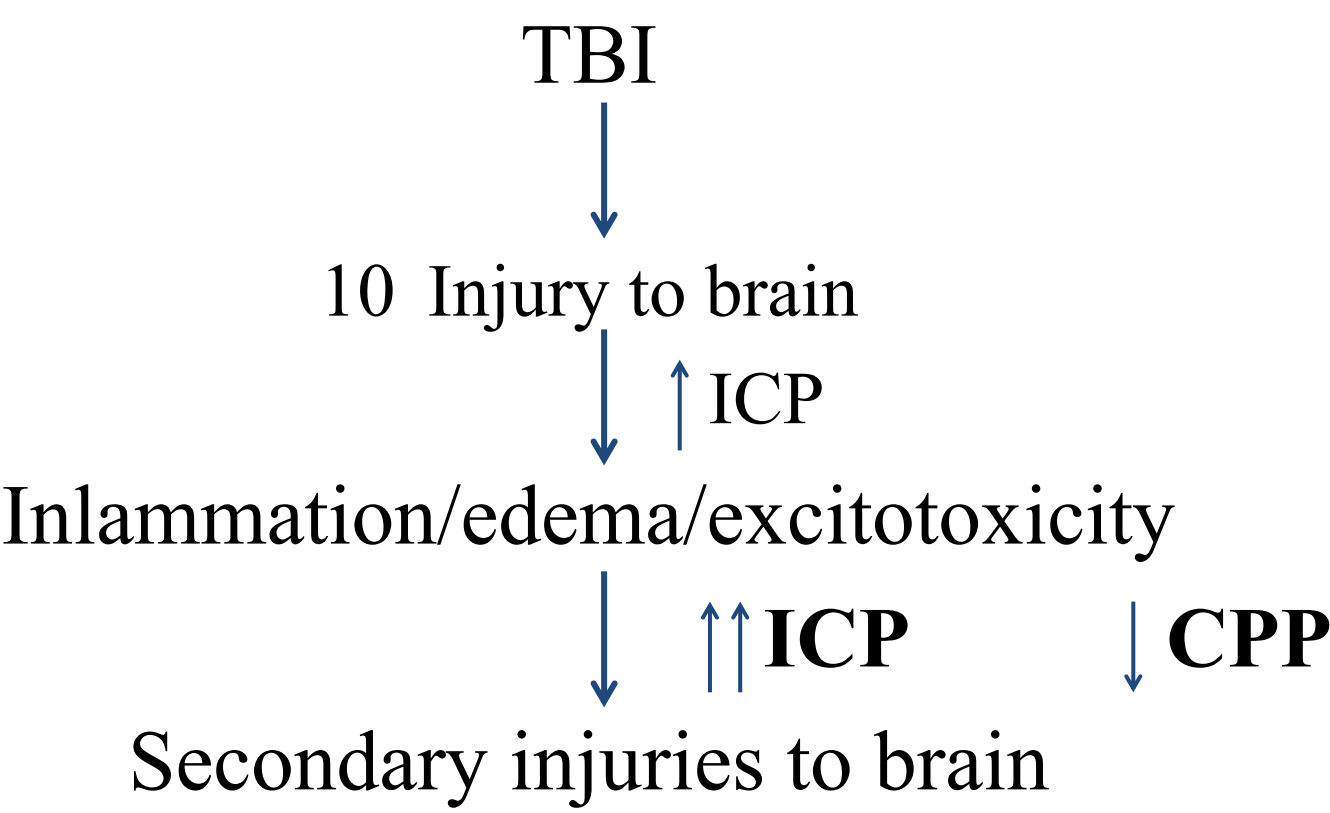 TBI
10 Injury to brain
ICP
Inlammation/edema/excitotoxicity
ICP CPP
Secondary injuries to brain